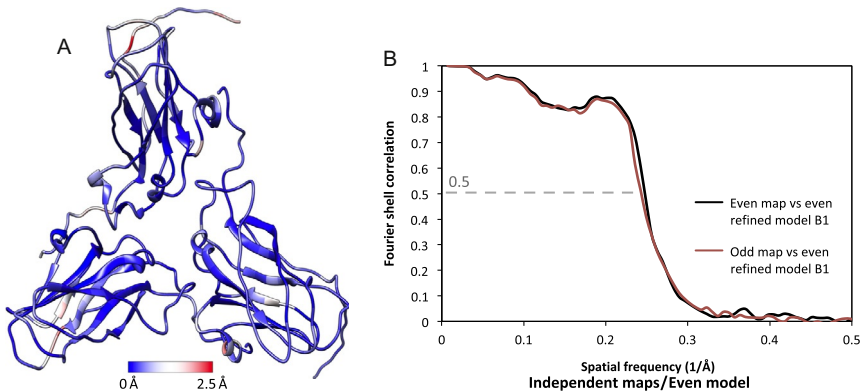 A
0 Å
2.5 Å
B
Fourier shell correlation
1
0.9
0.8
0.7
0.6
0.5
0.4
0.3
0.2
0.1
0
0.5
Even map vs even
refined model B1
Odd map vs even
refined model B1
0
0.1
0.2
0.3
0.4
0.5
Spatial frequency (1/Å)
Independent maps/Even model